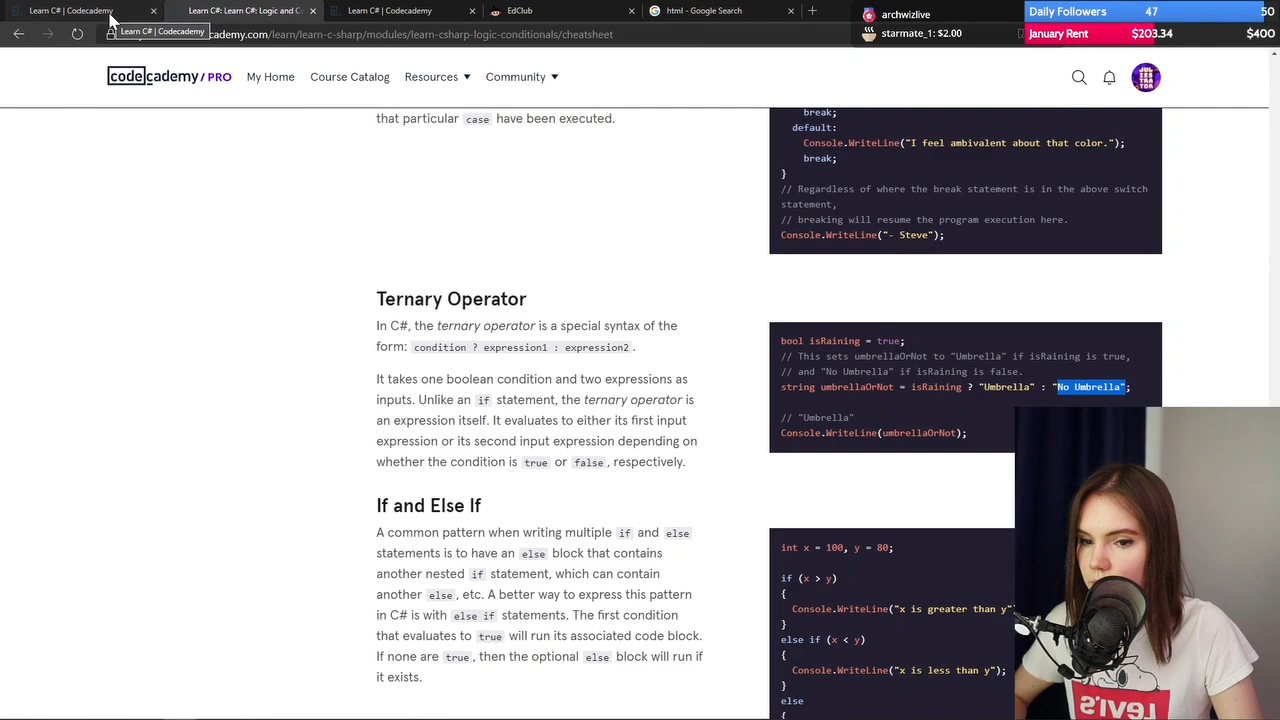 Learn C# | Codecademy
Learn C#: Learn C#: Logic and Co
Learn C# | Codecademy
EdClub
html - Google Search
archwizlive
starmate_1: $2.00
Daily Followers 47 50
January Rent $203.34 $400
Learn C# | Codecademy
emy.com/learn/learn-c-sharp/modules/learn-csharp-logic-conditionals/cheatsheet
codecademy / PRO
My Home
Course Catalog
Resources
Community
JULZESTRATOR
that particular case have been executed.
break;
default:
Console.WriteLine("I feel ambivalent about that color.");
break;
}
// Regardless of where the break statement is in the above switch
statement,
// breaking will resume the program execution here.
Console.WriteLine("- Steve");
Ternary Operator
In C#, the ternary operator is a special syntax of the
form: condition ? expression1 : expression2.
It takes one boolean condition and two expressions as
inputs. Unlike an if statement, the ternary operator is
an expression itself. It evaluates to either its first input
expression or its second input expression depending on
whether the condition is true or false, respectively.
bool isRaining = true;
// This sets umbrellaOrNot to "Umbrella" if isRaining is true,
// and "No Umbrella" if isRaining is false.
string umbrellaOrNot = isRaining ? "Umbrella" : "No Umbrella";
// "Umbrella"
Console.WriteLine(umbrellaOrNot);
If and Else If
A common pattern when writing multiple if and else
statements is to have an else block that contains
another nested if statement, which can contain
another else, etc. A better way to express this pattern
in C# is with else if statements. The first condition
that evaluates to true will run its associated code block.
If none are true, then the optional else block will run if
it exists.
int x = 100, y = 80;
if (x > y)
{
Console.WriteLine("x is greater than y"
}
else if (x < y)
{
Console.WriteLine("x is less than y");
}
else
{
LEVI'S